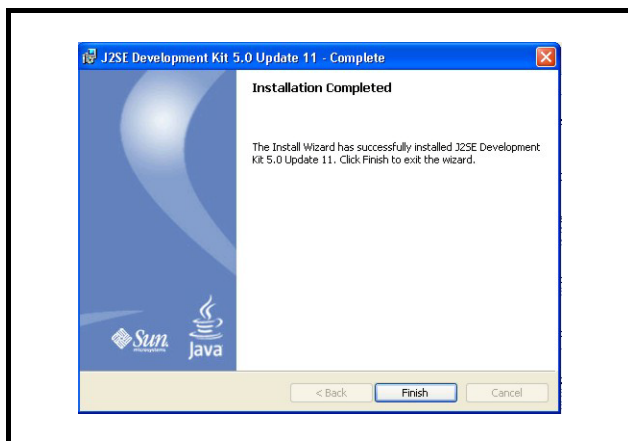 J2SE Development Kit 5.0 Update 11 - Complete
Installation Completed
The Install Wizard has successfully installed J2SE Development
Kit 5.0 Update 11. Click Finish to exit the wizard.
Sun
microsystems
Java
< Back
Finish
Cancel